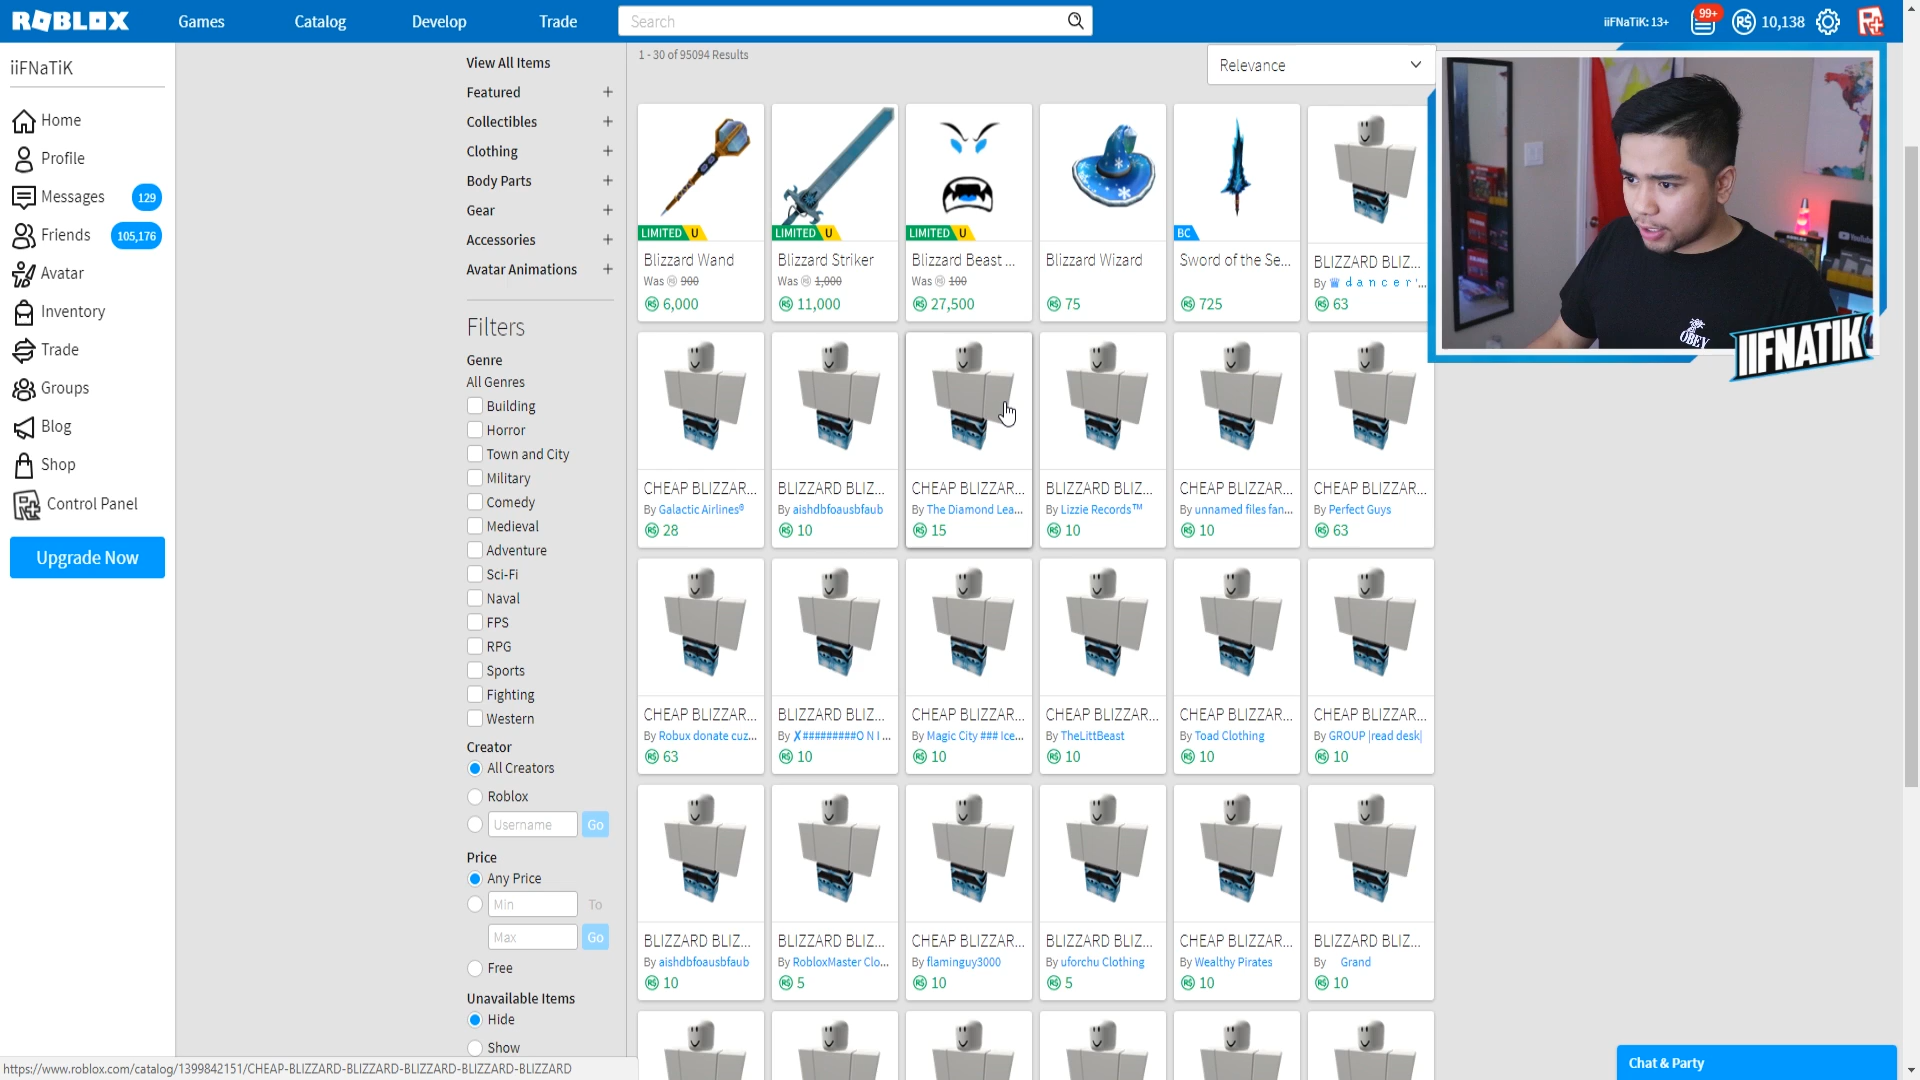 ROBLOX
Games
Catalog
Develop
Trade
Search
iiFNaTiK: 13+
99+
10,138
iiFNaTiK
Home
Profile
Messages
129
Friends
105,176
Avatar
Inventory
Trade
Groups
Blog
Shop
Control Panel
Upgrade Now
View All Items
Featured +
Collectibles +
Clothing +
Body Parts +
Gear +
Accessories +
Avatar Animations +
Filters
Genre
All Genres
Building
Horror
Town and City
Military
Comedy
Medieval
Adventure
Sci-Fi
Naval
FPS
RPG
Sports
Fighting
Western
Creator
All Creators
Roblox
Username
Go
Price
Any Price
Min
To
Max
Go
Free
Unavailable Items
Hide
Show
1 - 30 of 95094 Results
Relevance
LIMITED U
Blizzard Wand
Was 900
6,000
LIMITED U
Blizzard Striker
Was 1,000
11,000
LIMITED U
Blizzard Beast ...
Was 100
27,500
Blizzard Wizard
75
BC
Sword of the Se...
725
BLIZZARD BLIZ...
By ♛ d a n c e r '...
63
CHEAP BLIZZAR...
By Galactic Airlines®
28
BLIZZARD BLIZ...
By aishdbfoausbfaub
10
CHEAP BLIZZAR...
By The Diamond Lea...
15
BLIZZARD BLIZ...
By Lizzie Records™
10
CHEAP BLIZZAR...
By unnamed files fan...
10
CHEAP BLIZZAR...
By Perfect Guys
63
CHEAP BLIZZAR...
By Robux donate cuz...
63
BLIZZARD BLIZ...
By ✗#########O N I ...
10
CHEAP BLIZZAR...
By Magic City ### Ice...
10
CHEAP BLIZZAR...
By TheLittBeast
10
CHEAP BLIZZAR...
By Toad Clothing
10
CHEAP BLIZZAR...
By GROUP |read desk|
10
BLIZZARD BLIZ...
By aishdbfoausbfaub
10
BLIZZARD BLIZ...
By RobloxMaster Clo...
5
CHEAP BLIZZAR...
By flaminguy3000
10
BLIZZARD BLIZ...
By uforchu Clothing
5
CHEAP BLIZZAR...
By Wealthy Pirates
10
BLIZZARD BLIZ...
By Grand
10
OBEY
YouTube
IIFNATIK
Chat & Party
https://www.roblox.com/catalog/1399842151/CHEAP-BLIZZARD-BLIZZARD-BLIZZARD-BLIZZARD-BLIZZARD